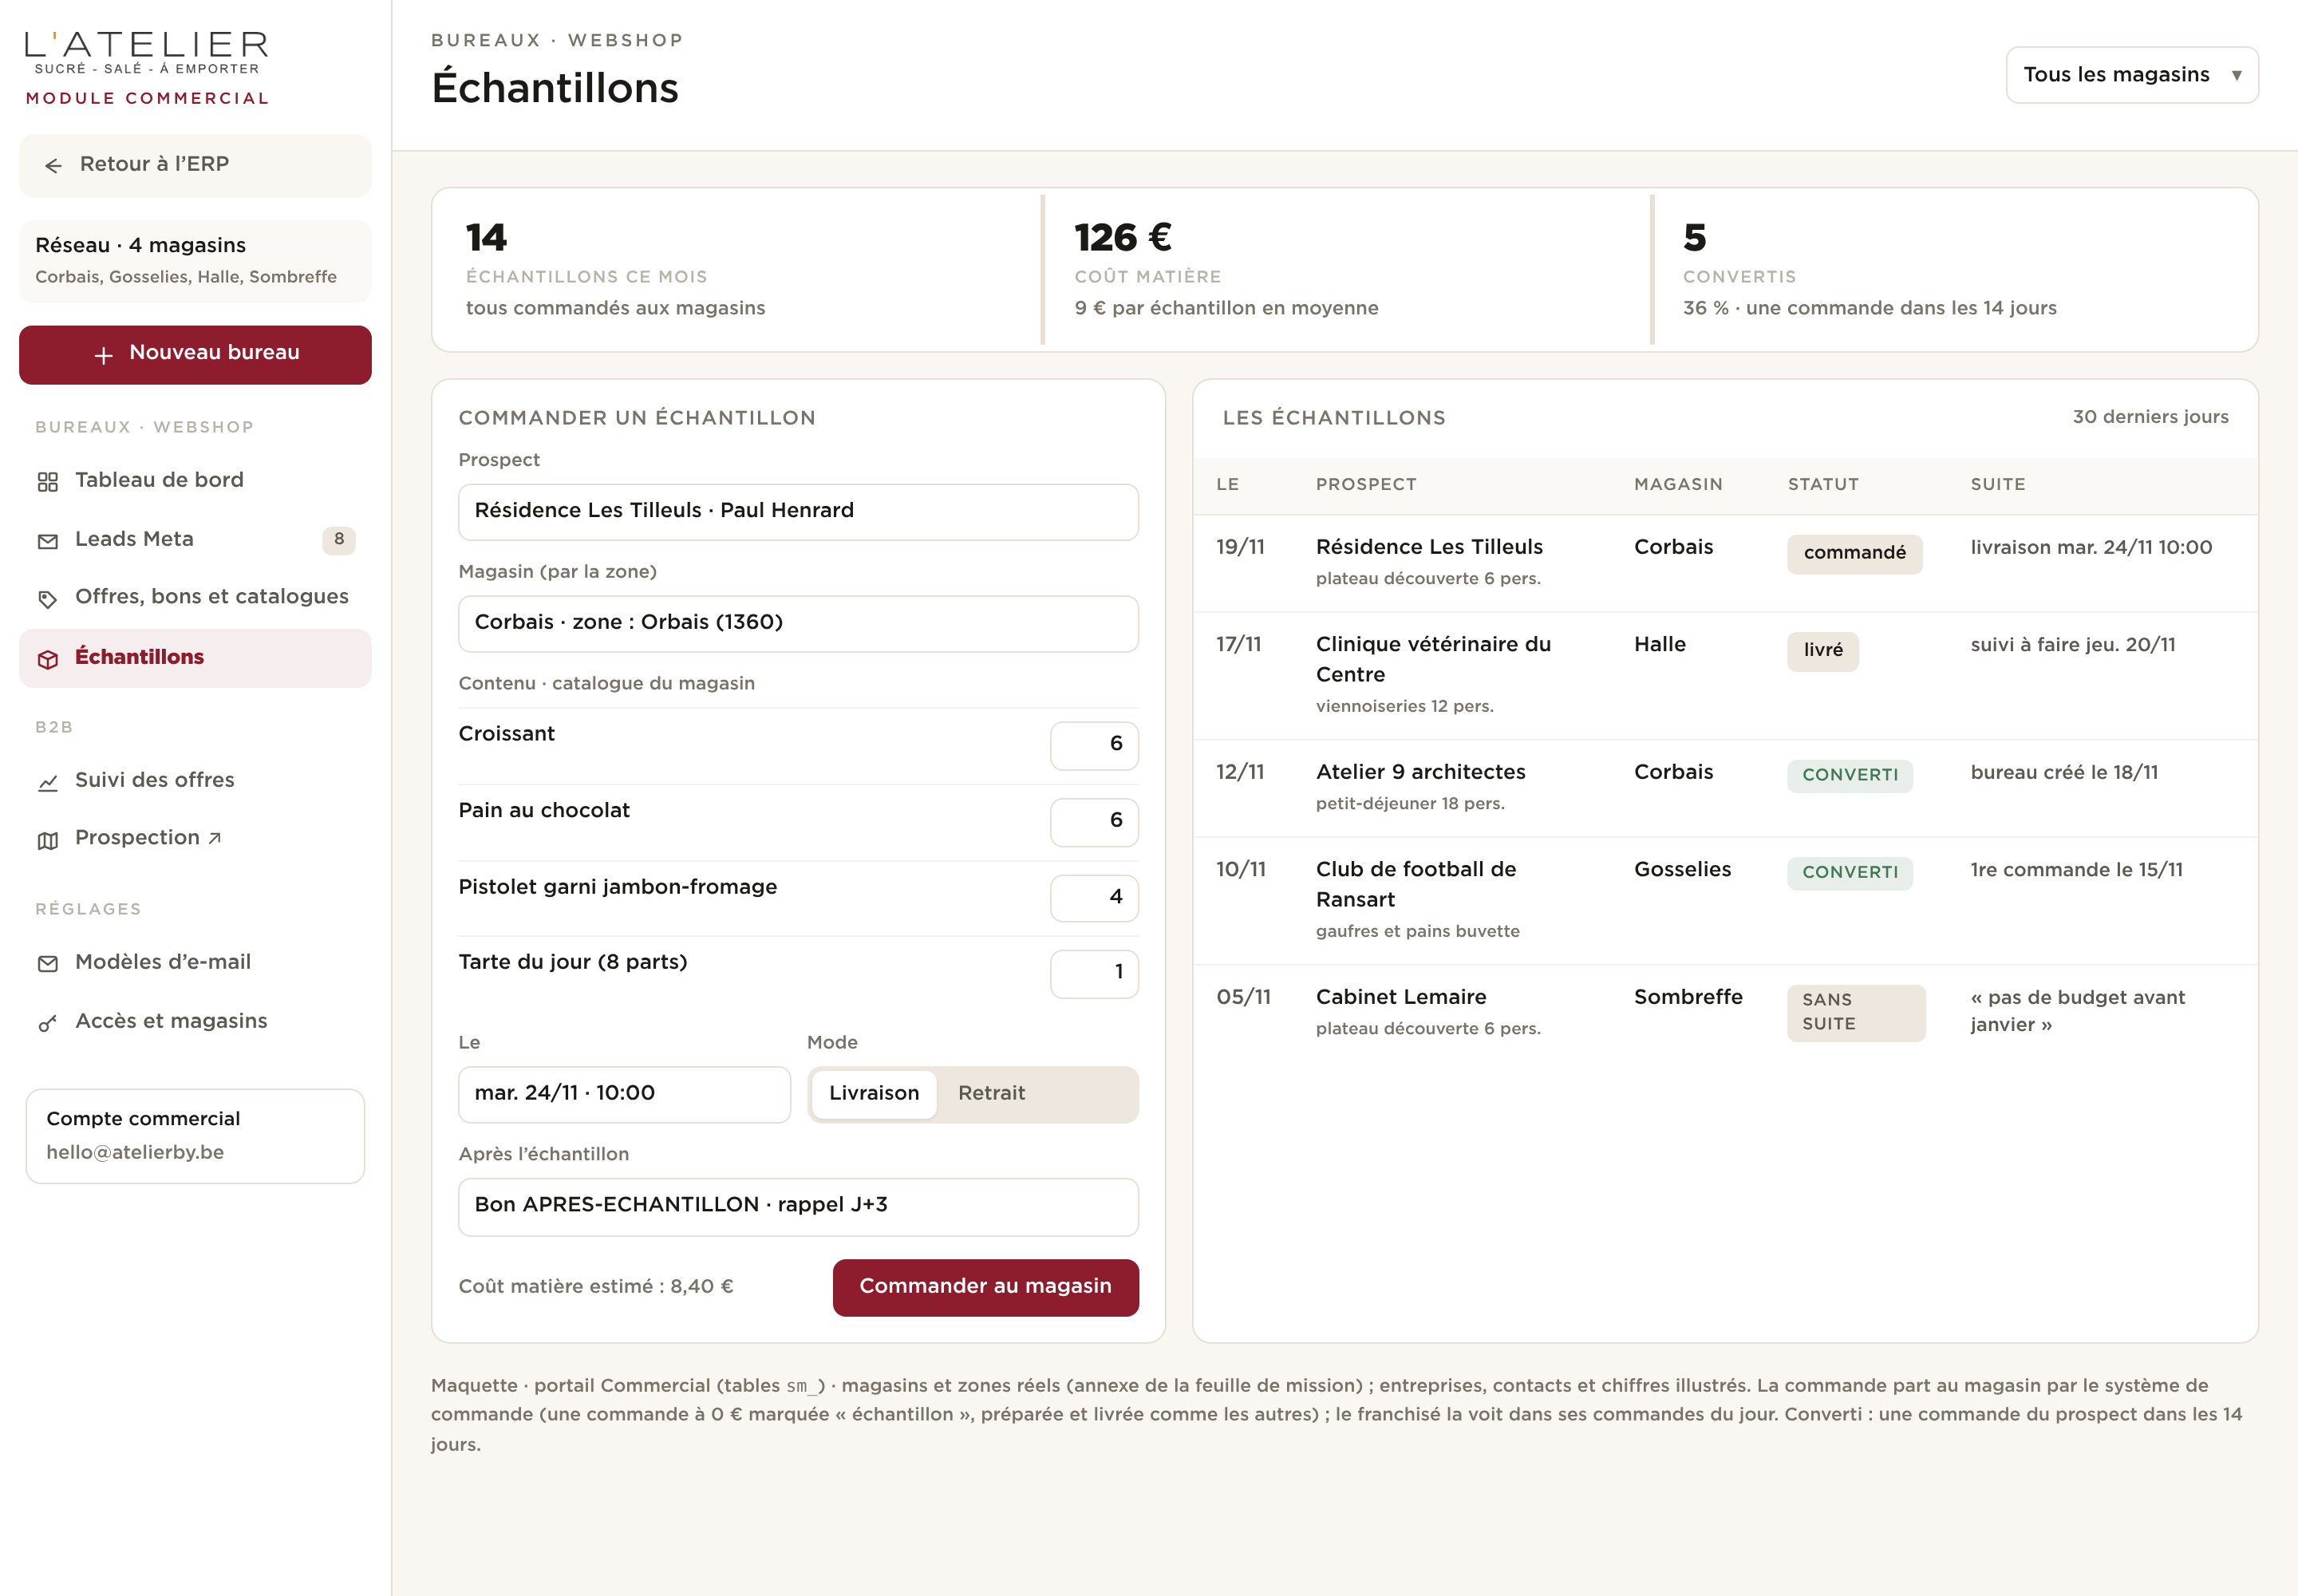 L'ATELIER
SUCRÉ - SALÉ - À EMPORTER
MODULE COMMERCIAL
Retour à l’ERP
Réseau · 4 magasins
Corbais, Gosselies, Halle, Sombreffe
Nouveau bureau
BUREAUX · WEBSHOP
Tableau de bord
Leads Meta 8
Offres, bons et catalogues
Échantillons
B2B
Suivi des offres
Prospection ↗
RÉGLAGES
Modèles d’e-mail
Accès et magasins
Compte commercial
hello@atelierby.be
BUREAUX · WEBSHOP
Échantillons
Tous les magasins ▾
14
ÉCHANTILLONS CE MOIS
tous commandés aux magasins
126 €
COÛT MATIÈRE
9 € par échantillon en moyenne
5
CONVERTIS
36 % · une commande dans les 14 jours
COMMANDER UN ÉCHANTILLON
Prospect
Résidence Les Tilleuls · Paul Henrard
Magasin (par la zone)
Corbais · zone : Orbais (1360)
Contenu · catalogue du magasin
Croissant 6
Pain au chocolat 6
Pistolet garni jambon-fromage 4
Tarte du jour (8 parts) 1
Le Mode
mar. 24/11 · 10:00 Livraison Retrait
Après l’échantillon
Bon APRES-ECHANTILLON · rappel J+3
Coût matière estimé : 8,40 € Commander au magasin
LES ÉCHANTILLONS 30 derniers jours
LE PROSPECT MAGASIN STATUT SUITE
19/11 Résidence Les Tilleuls Corbais commandé livraison mar. 24/11 10:00
plateau découverte 6 pers.
17/11 Clinique vétérinaire du Halle livré suivi à faire jeu. 20/11
Centre
viennoiseries 12 pers.
12/11 Atelier 9 architectes Corbais CONVERTI bureau créé le 18/11
petit-déjeuner 18 pers.
10/11 Club de football de Gosselies CONVERTI 1re commande le 15/11
Ransart
gaufres et pains buvette
05/11 Cabinet Lemaire Sombreffe SANS « pas de budget avant
plateau découverte 6 pers. SUITE janvier »
Maquette · portail Commercial (tables sm_) · magasins et zones réels (annexe de la feuille de mission) ; entreprises, contacts et chiffres illustrés. La commande part au magasin par le système de
commande (une commande à 0 € marquée « échantillon », préparée et livrée comme les autres) ; le franchisé la voit dans ses commandes du jour. Converti : une commande du prospect dans les 14
jours.